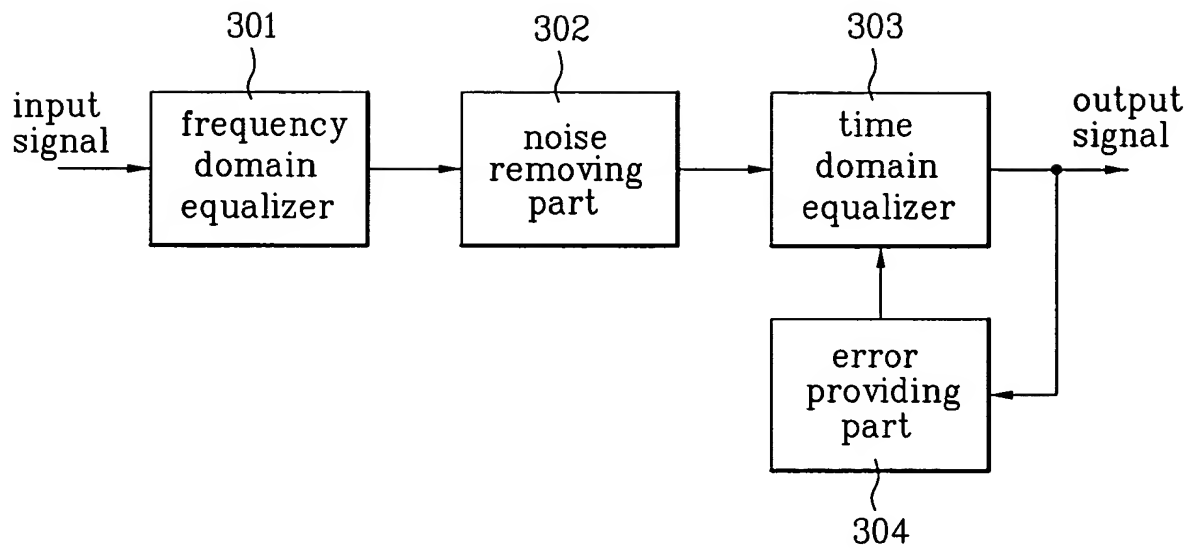 301
302
303
input
signal
frequency
domain
equalizer
noise
removing
part
time
domain
equalizer
output
signal
error
providing
part
304